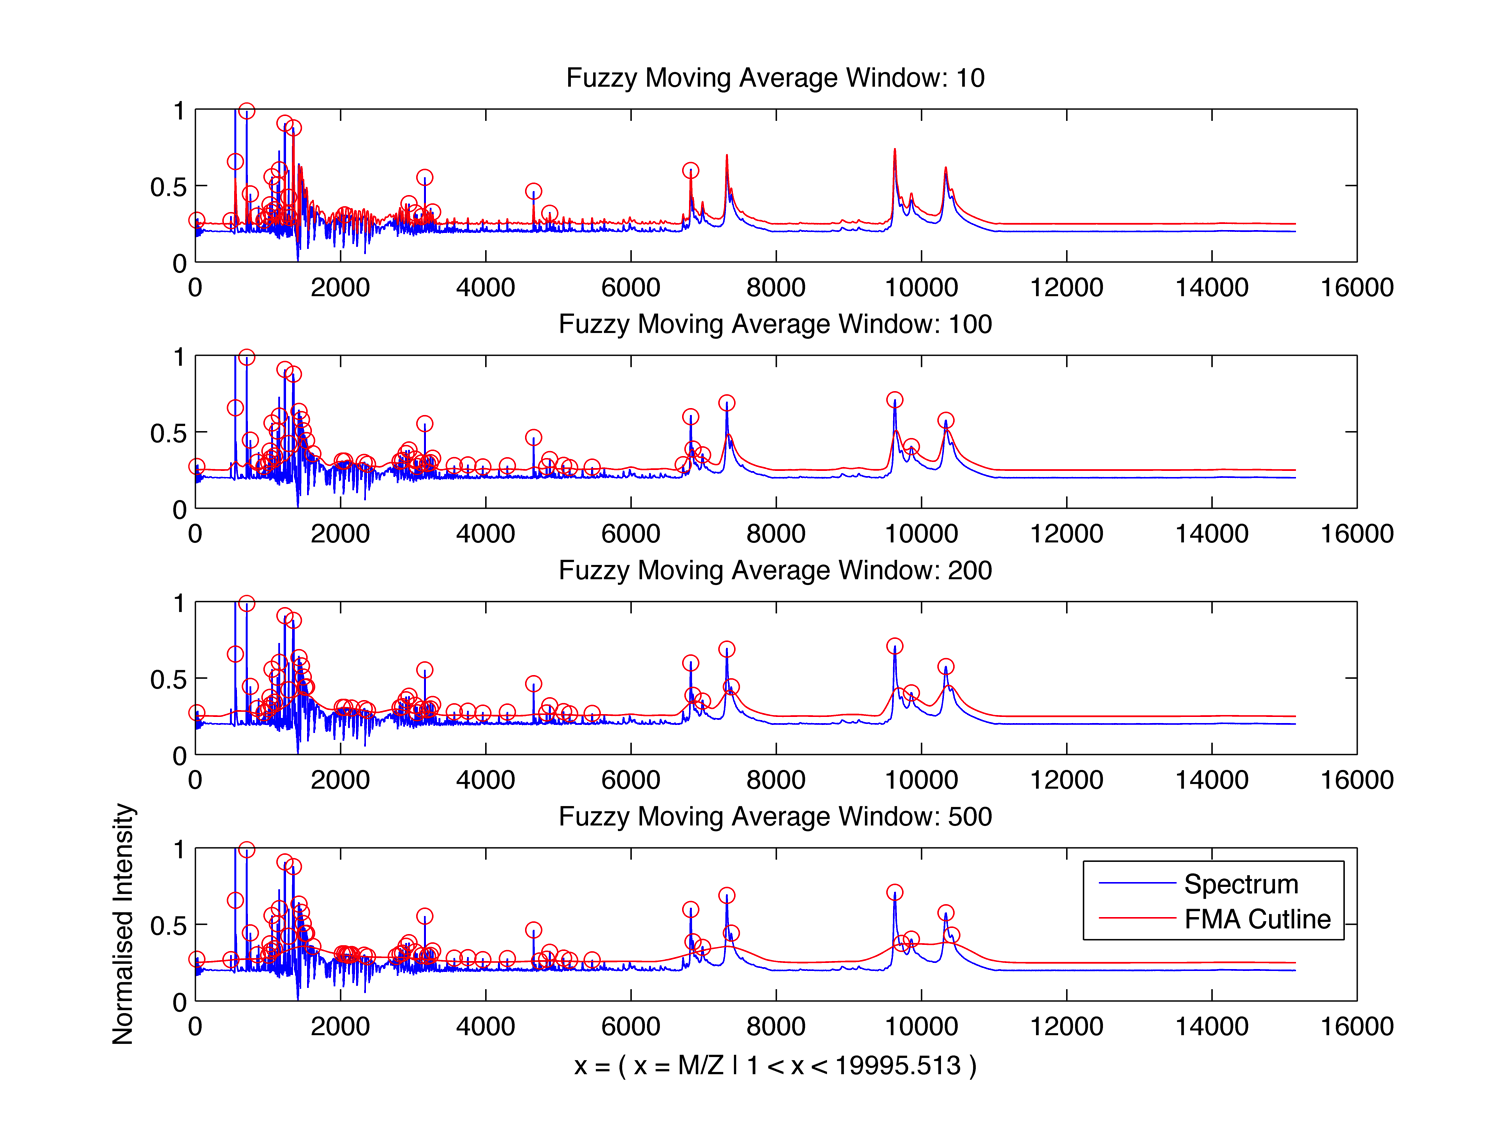 Fuzzy Moving Average Window: 10
1
0.5
0
0 2000 4000 6000 8000 10000 12000 14000 16000
Fuzzy Moving Average Window: 100
1
0.5
0
0 2000 4000 6000 8000 10000 12000 14000 16000
Fuzzy Moving Average Window: 200
1
0.5
0
0 2000 4000 6000 8000 10000 12000 14000 16000
Fuzzy Moving Average Window: 500
Normalised Intensity
1
0.5
0
Spectrum
FMA Cutline
0 2000 4000 6000 8000 10000 12000 14000 16000
x = ( x = M/Z | 1 < x < 19995.513 )